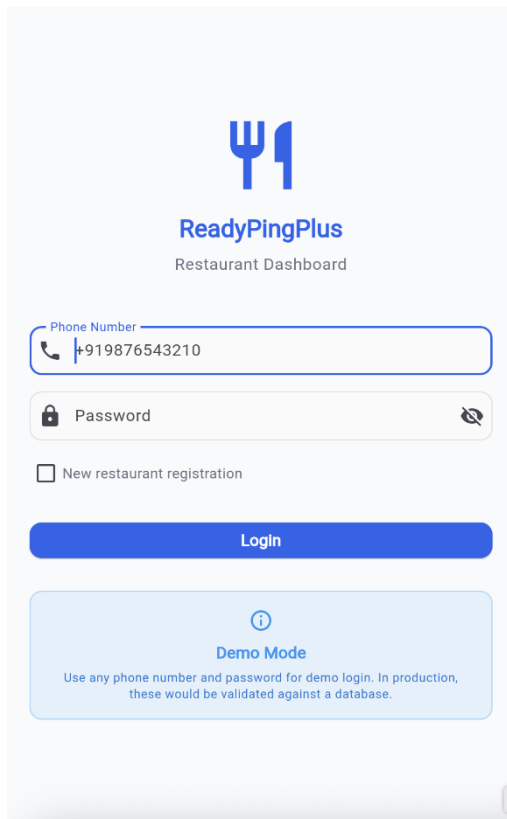 ReadyPingPlus
Restaurant Dashboard
Phone Number
+919876543210
Password
New restaurant registration
Login
Demo Mode
Use any phone number and password for demo login. In production,
these would be validated against a database.